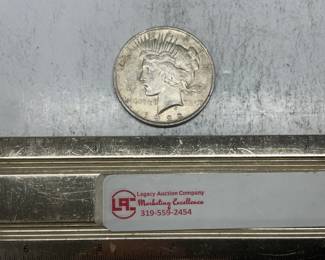 LAC
Legacy Auction Company
Marketing Excellence
319-559-2454